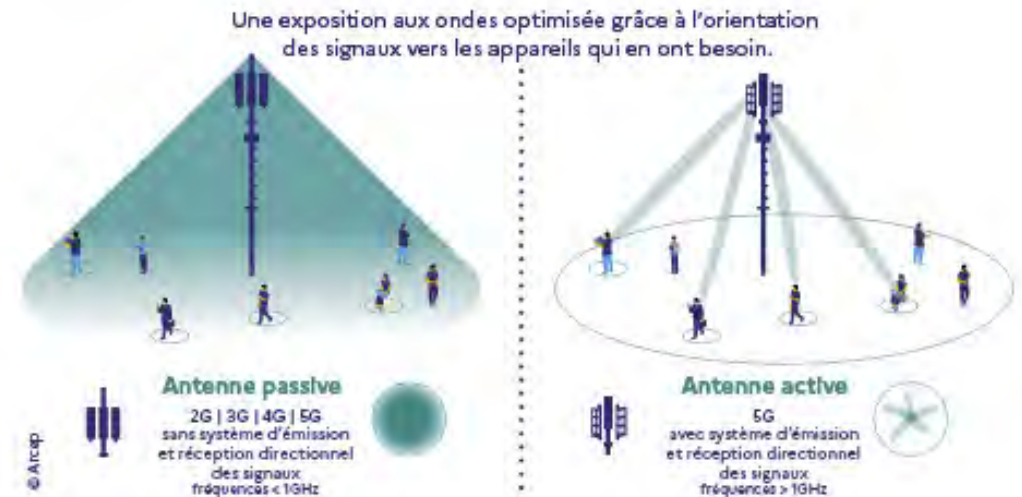 Une exposition aux ondes optimisée grâce à l'orientation
des signaux vers les appareils qui en ont besoin.
Antenne passive
2G | 3G | 4G | 5G
sans système d'émission
et réception directionnel
des signaux
fréquences < 1GHz
Antenne active
5G
avec système d'émission
et réception directionnel
des signaux
fréquences > 1GHz
© Arcep